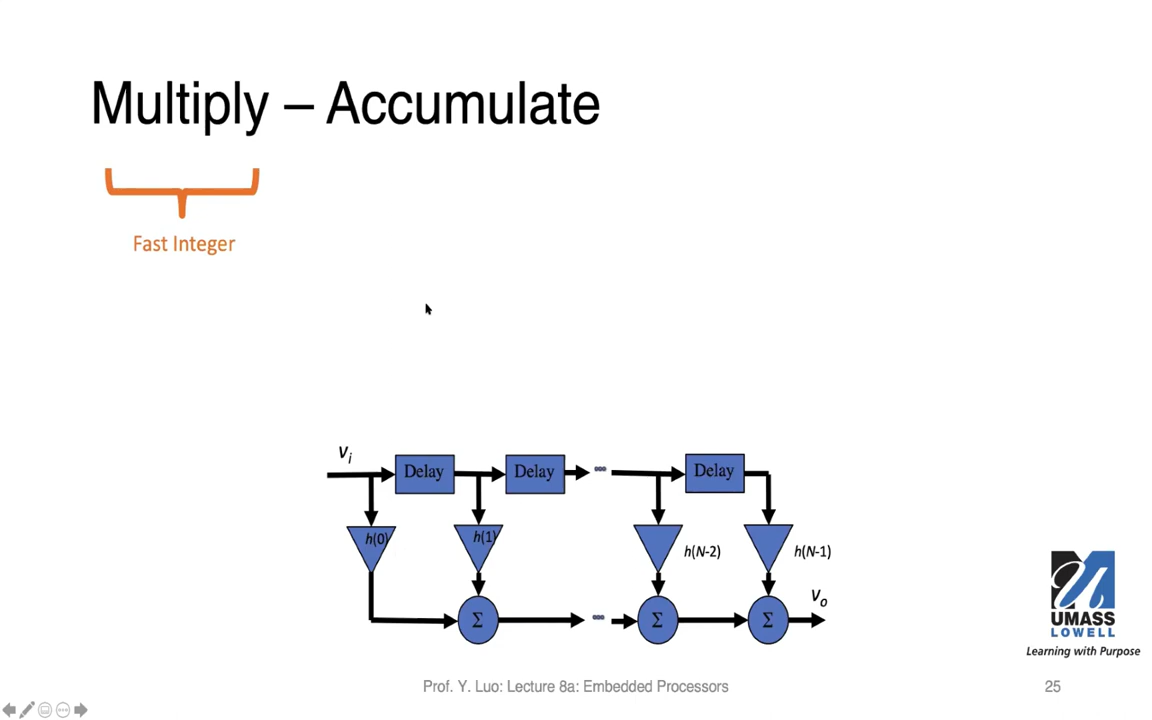 Multiply – Accumulate
Fast Integer
Vi
Delay
Delay
...
Delay
h(0)
h(1)
h(N-2)
h(N-1)
Σ
...
Σ
Σ
Vo
UMASS
LOWELL
Learning with Purpose
Prof. Y. Luo: Lecture 8a: Embedded Processors
25